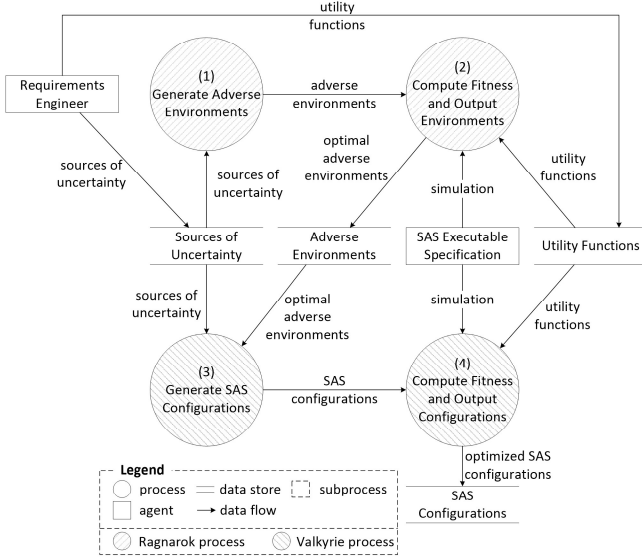 utility
functions
Requirements
Engineer
(1)
Generate Adverse
Environments
adverse
environments
(2)
Compute Fitness
and Output
Environments
sources of
uncertainty
sources of
uncertainty
optimal
adverse
environments
simulation
utility
functions
Sources of
Uncertainty
Adverse
Environments
SAS Executable
Specification
Utility Functions
sources of
uncertainty
optimal
adverse
environments
simulation
utility
functions
(3)
Generate SAS
Configurations
SAS
configurations
(4)
Compute Fitness
and Output
Configurations
optimized SAS
configurations
SAS
Configurations
Legend
process
data store
subprocess
agent
data flow
Ragnarok process
Valkyrie process